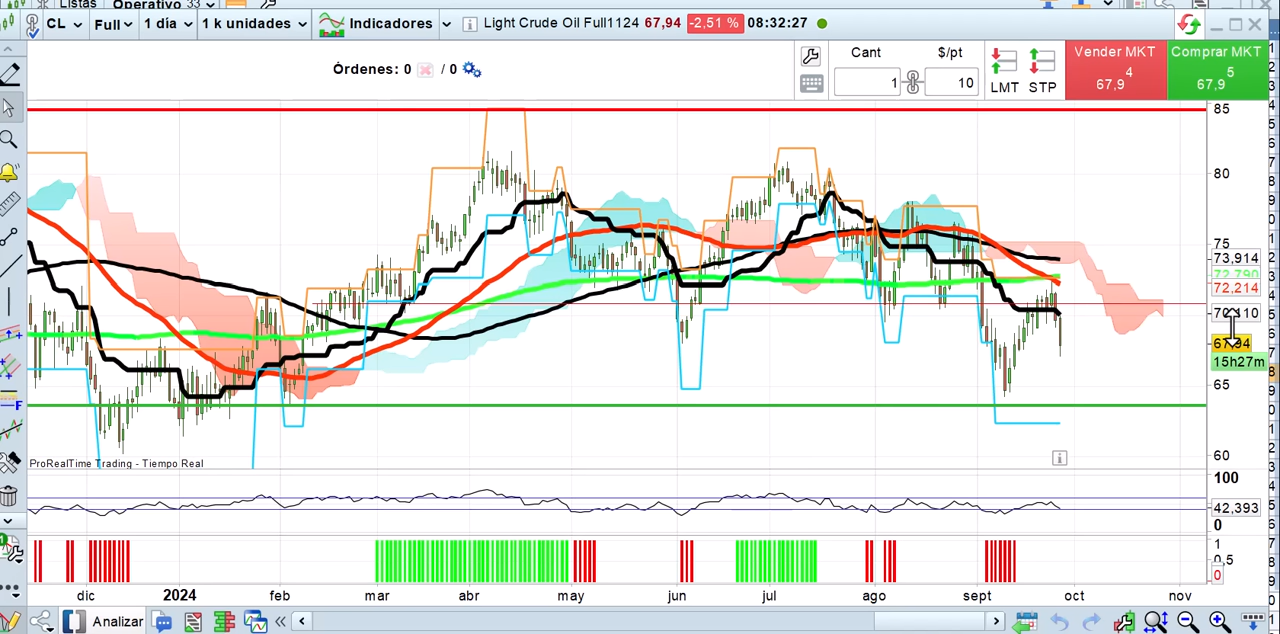 Listas Operativo 33
CL Full 1 día 1 k unidades Indicadores Light Crude Oil Full1124 67,94 -2,51 % 08:32:27
Órdenes: 0 / 0
Cant $/pt
1 10
LMT STP
Vender MKT
67,9 4
Comprar MKT
67,9 5
85
80
75
73,914
72,790
72,214
67,94
15h27m
65
60
ProRealTime Trading - Tiempo Real
100
42,393
0
1
0,5
0
dic 2024 feb mar abr may jun jul ago sept oct nov
Analizar